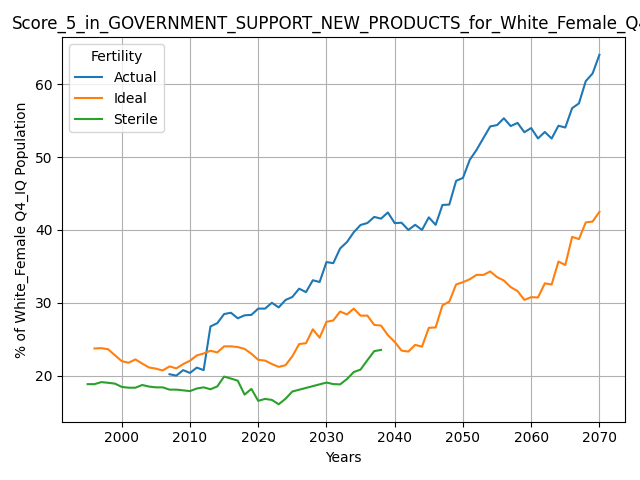 Score_5_in_GOVERNMENT_SUPPORT_NEW_PRODUCTS_for_White_Female_Q4
Fertility
Actual
Ideal
Sterile
% of White_Female Q4_IQ Population
60
50
40
30
20
2000 2010 2020 2030 2040 2050 2060 2070
Years